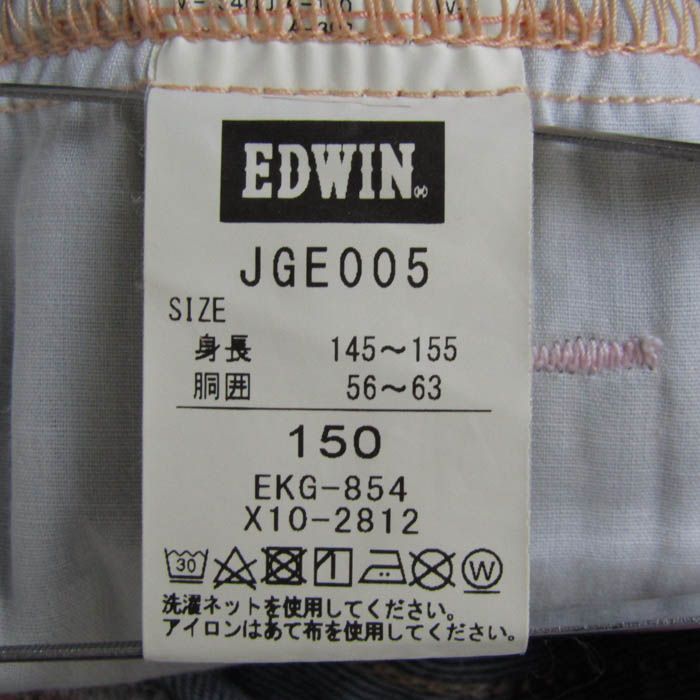 EDWIN
JGE005
SIZE
身長 145～155
胴囲 56～63
150
EKG-854
X10-2812
30 W
洗濯ネットを使用してください。
アイロンはあて布を使用してください。